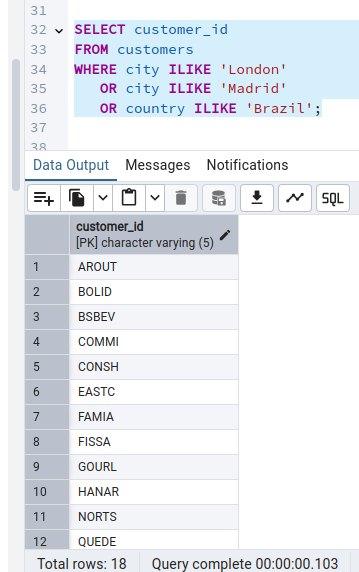 31
32 SELECT customer_id
33 FROM customers
34 WHERE city ILIKE 'London'
35 OR city ILIKE 'Madrid'
36 OR country ILIKE 'Brazil';
37
38
Data Output Messages Notifications
SQL
customer_id
[PK] character varying (5)
1 AROUT
2 BOLID
3 BSBEV
4 COMMI
5 CONSH
6 EASTC
7 FAMIA
8 FISSA
9 GOURL
10 HANAR
11 NORTS
12 QUEDE
Total rows: 18 Query complete 00:00:00.103